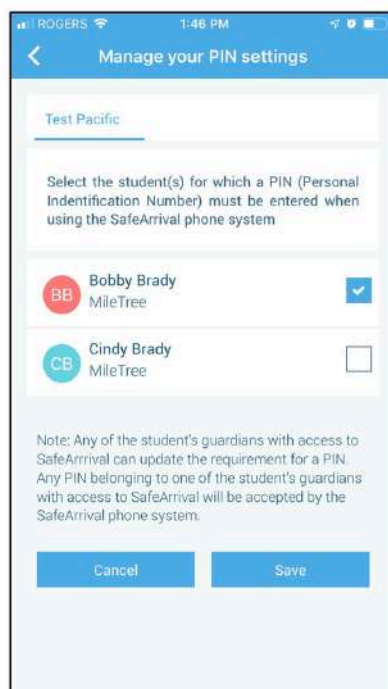 ROGERS 1:46 PM
Manage your PIN settings
Test Pacific
Select the student(s) for which a PIN (Personal
Indentification Number) must be entered when
using the SafeArrival phone system
BB Bobby Brady
MileTree
CB Cindy Brady
MileTree
Note: Any of the student's guardians with access to
SafeArrrival can update the requirement for a PIN.
Any PIN belonging to one of the student's guardians
with access to SafeArrival will be accepted by the
SafeArrival phone system.
Cancel Save